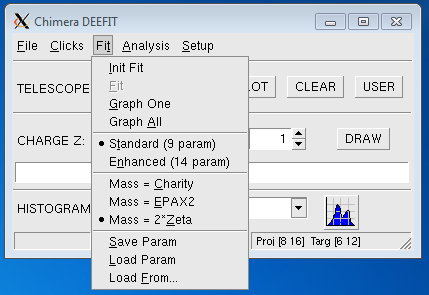 Chimera DEEFIT
File Clicks Fit Analysis Setup
Init Fit
Fit
Graph One
Graph All
Standard (9 param)
Enhanced (14 param)
Mass = Charity
Mass = EPAX2
Mass = 2*Zeta
Save Param
Load Param
Load From...
TELESCOPE
LOT CLEAR USER
CHARGE Z:
1 DRAW
HISTOGRAM
Proj [8 16] Targ [6 12]